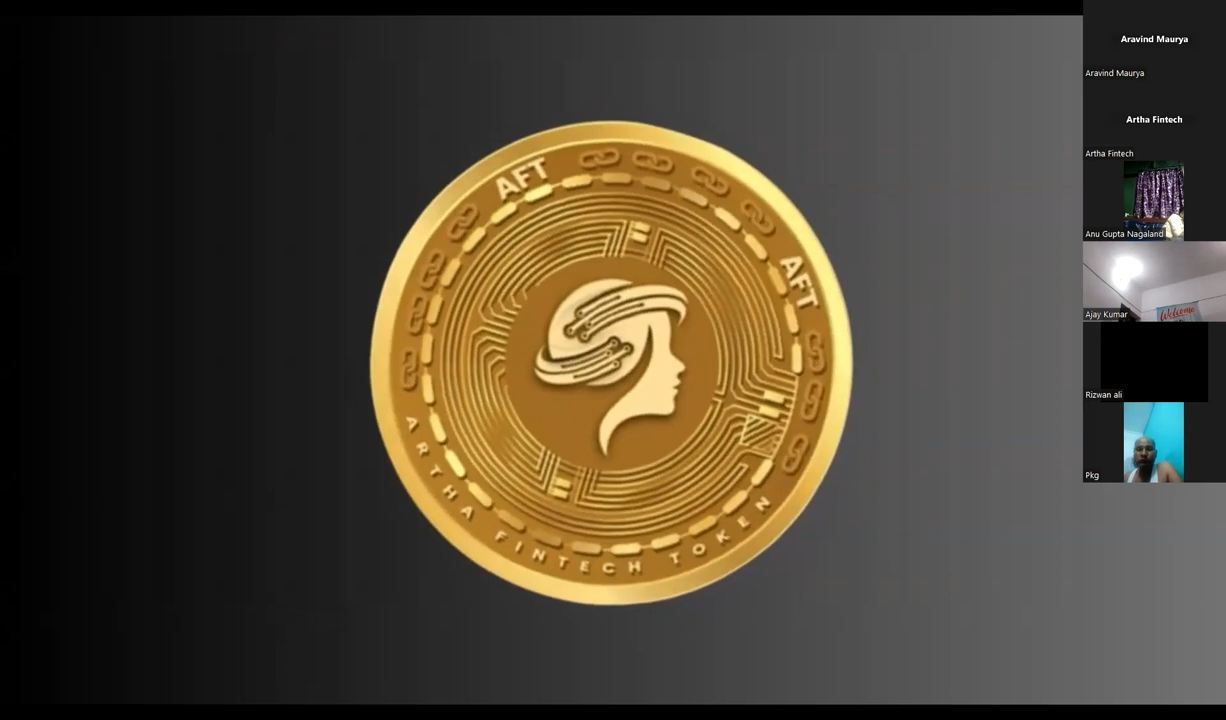 AFT
AFT
ARTHA FINTECH TOKEN
Aravind Maurya
Aravind Maurya
Artha Fintech
Artha Fintech
Anu Gupta Nagaland
Welcome
Ajay Kumar
Rizwan ali
Pkg